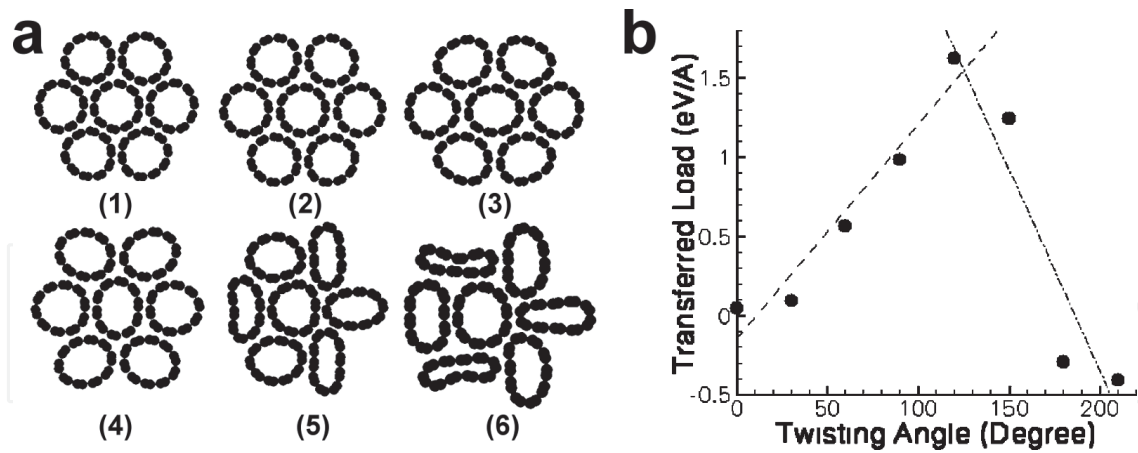 a
(1) (2) (3)
(4) (5) (6)
b
Transferred Load (eV/A)
1.5
1
0.5
0
-0.5
0 50 100 150 200
Twisting Angle (Degree)